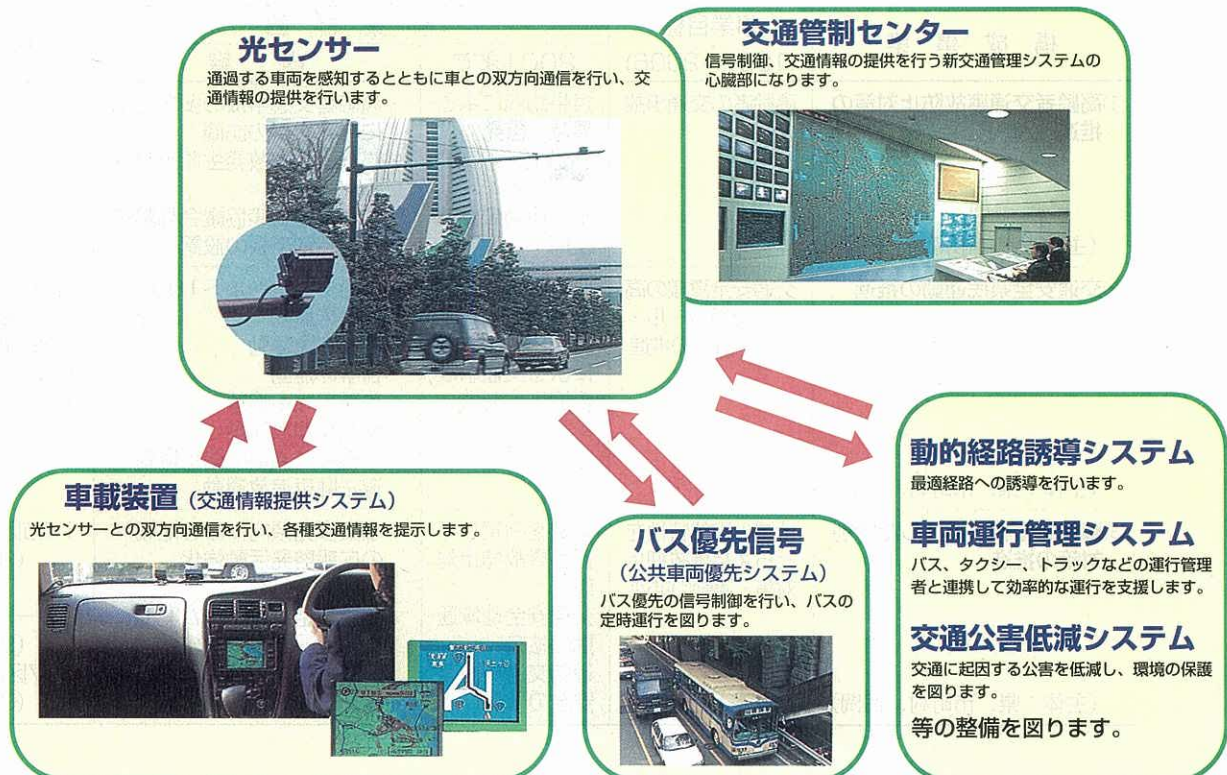 光センサー
通過する車両を感知するとともに車との双方向通信を行い、交
通情報の提供を行います。
交通管制センター
信号制御、交通情報の提供を行う新交通管理システムの
心臓部になります。
車載装置（交通情報提供システム）
光センサーとの双方向通信を行い、各種交通情報を提示します。
バス優先信号
（公共車両優先システム）
バス優先の信号制御を行い、バスの
定時運行を図ります。
動的経路誘導システム
最適経路への誘導を行います。
車両運行管理システム
バス、タクシー、トラックなどの運行管理
者と連携して効率的な運行を支援します。
交通公害低減システム
交通に起因する公害を低減し、環境の保護
を図ります。
等の整備を図ります。